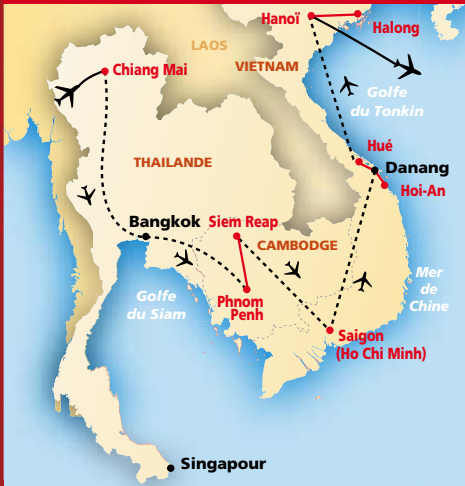 Hanoï
Halong
LAOS
VIETNAM
Chiang Mai
Golfe
du Tonkin
Hué
THAILANDE
Danang
Hoi-An
Bangkok
Siem Reap
CAMBODGE
Golfe
du Siam
Phnom
Penh
Mer
de
Chine
Saigon
(Ho Chi Minh)
Singapour